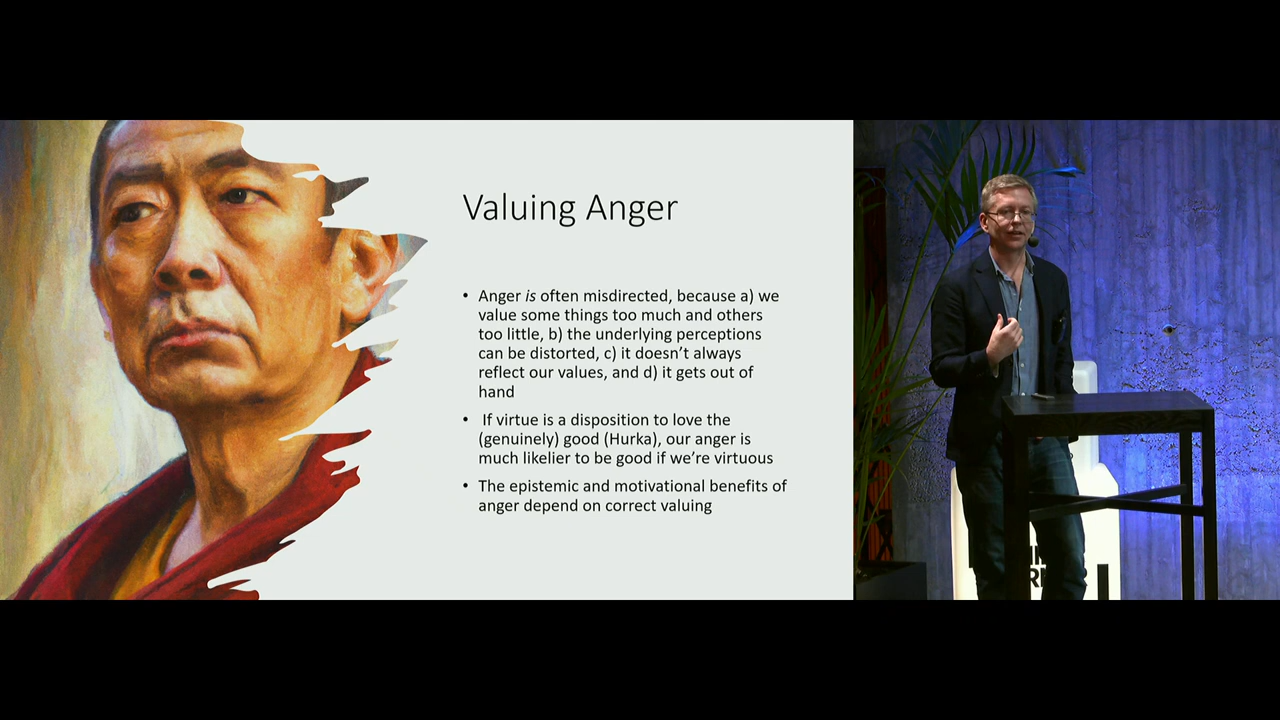 Valuing Anger
• Anger is often misdirected, because a) we
value some things too much and others
too little, b) the underlying perceptions
can be distorted, c) it doesn't always
reflect our values, and d) it gets out of
hand
• If virtue is a disposition to love the
(genuinely) good (Hurka), our anger is
much likelier to be good if we're virtuous
• The epistemic and motivational benefits of
anger depend on correct valuing